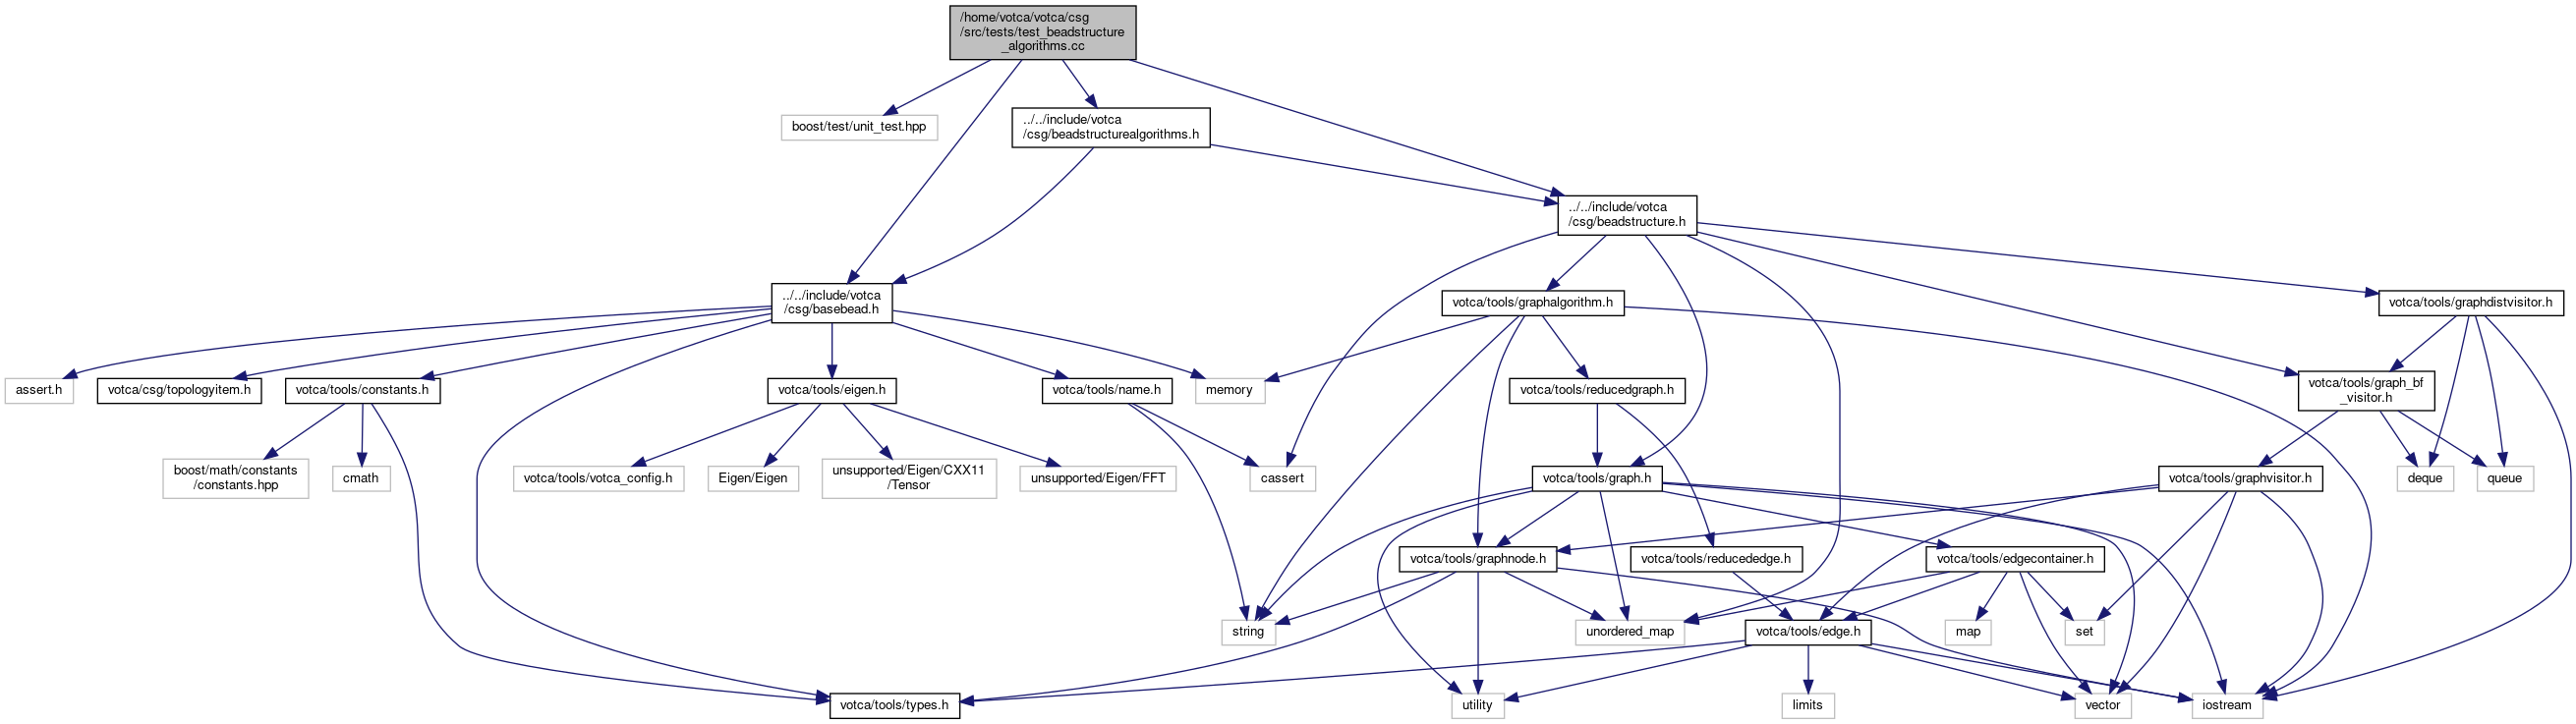 /home/votca/votca/csg
/src/tests/test_beadstructure
_algorithms.cc
boost/test/unit_test.hpp
../../include/votca
/csg/beadstructurealgorithms.h
../../include/votca
/csg/beadstructure.h
../../include/votca
/csg/basebead.h
votca/tools/graphalgorithm.h
votca/tools/graphdistvisitor.h
assert.h
votca/csg/topologyitem.h
votca/tools/constants.h
votca/tools/eigen.h
votca/tools/name.h
memory
votca/tools/reducedgraph.h
votca/tools/graph_bf
_visitor.h
boost/math/constants
/constants.hpp
cmath
votca/tools/votca_config.h
Eigen/Eigen
unsupported/Eigen/CXX11
/Tensor
unsupported/Eigen/FFT
cassert
votca/tools/graph.h
votca/tools/graphvisitor.h
deque
queue
votca/tools/graphnode.h
votca/tools/reducededge.h
votca/tools/edgecontainer.h
string
unordered_map
votca/tools/edge.h
map
set
votca/tools/types.h
utility
limits
vector
iostream